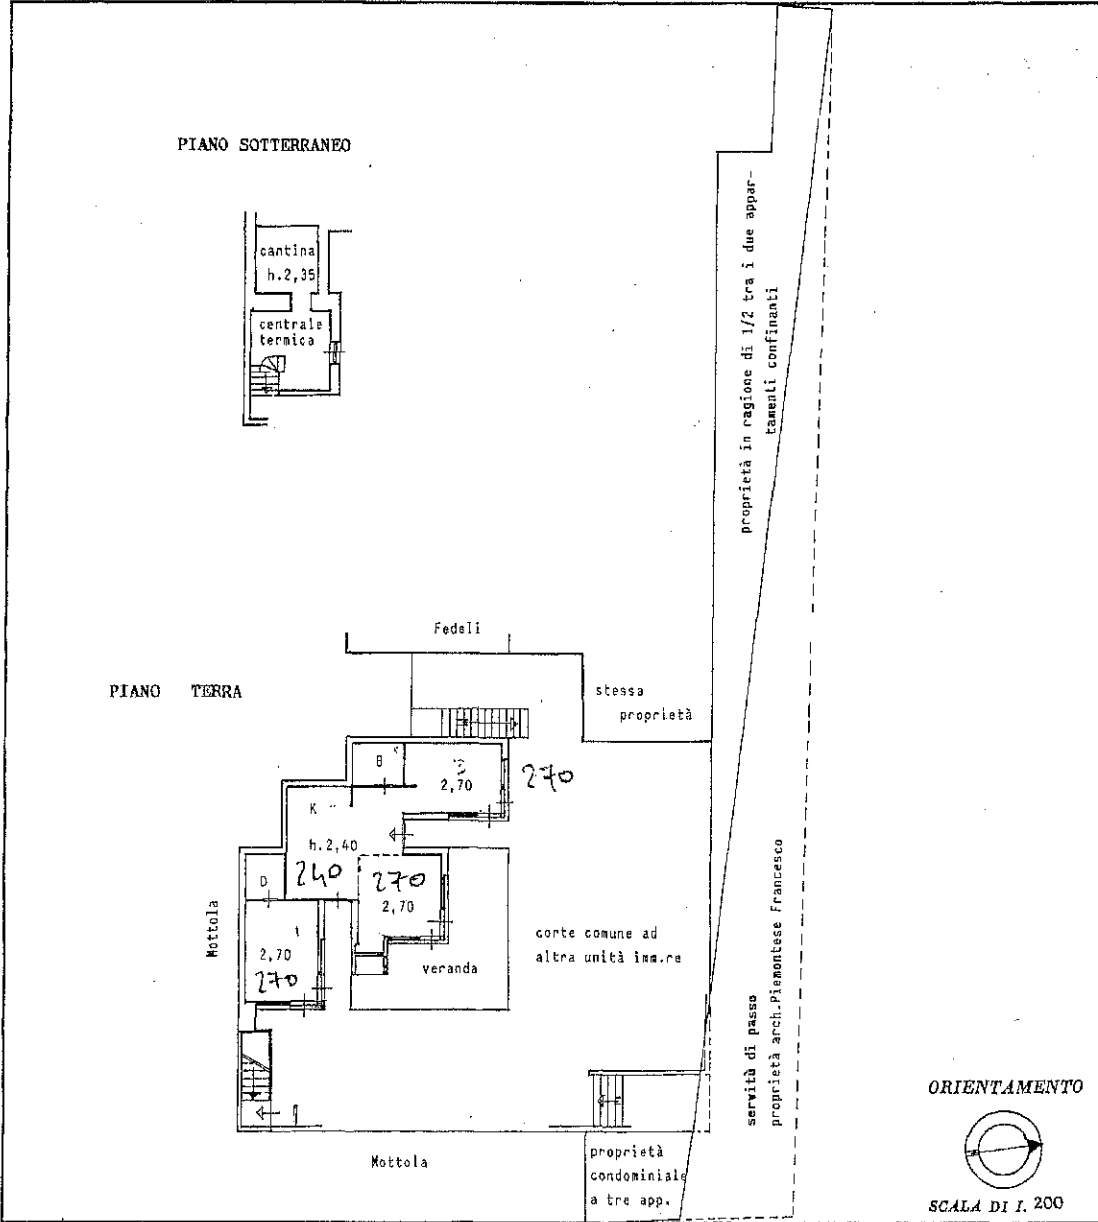 PIANO SOTTERRANEO
cantina
h.2,35
centrale
termica
proprietà in ragione di 1/2 tra i due appar-
tamenti confinanti
Fedeli
PIANO TERRA
stessa
proprietà
B
2,70
270
K
h.2,40
240
270
2,70
D
Mottola
2,70
270
veranda
corte comune ad
altra unità imm.re
servitù di passo
proprietà arch.Piemontese Francesco
Mottola
proprietà
condominiale
a tre app.
ORIENTAMENTO
SCALA DI 1. 200